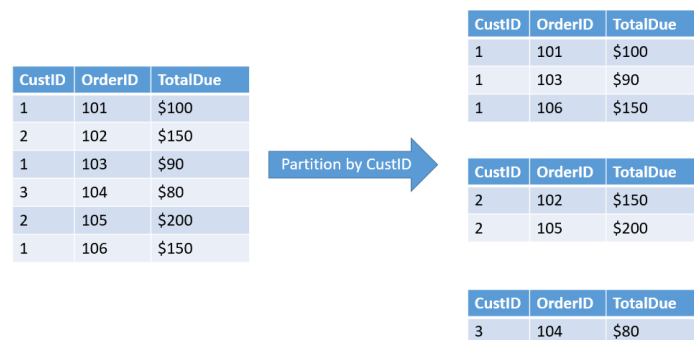 CustID OrderID TotalDue
1 101 $100
2 102 $150
1 103 $90
3 104 $80
2 105 $200
1 106 $150
Partition by CustID
CustID OrderID TotalDue
1 101 $100
1 103 $90
1 106 $150
CustID OrderID TotalDue
2 102 $150
2 105 $200
CustID OrderID TotalDue
3 104 $80